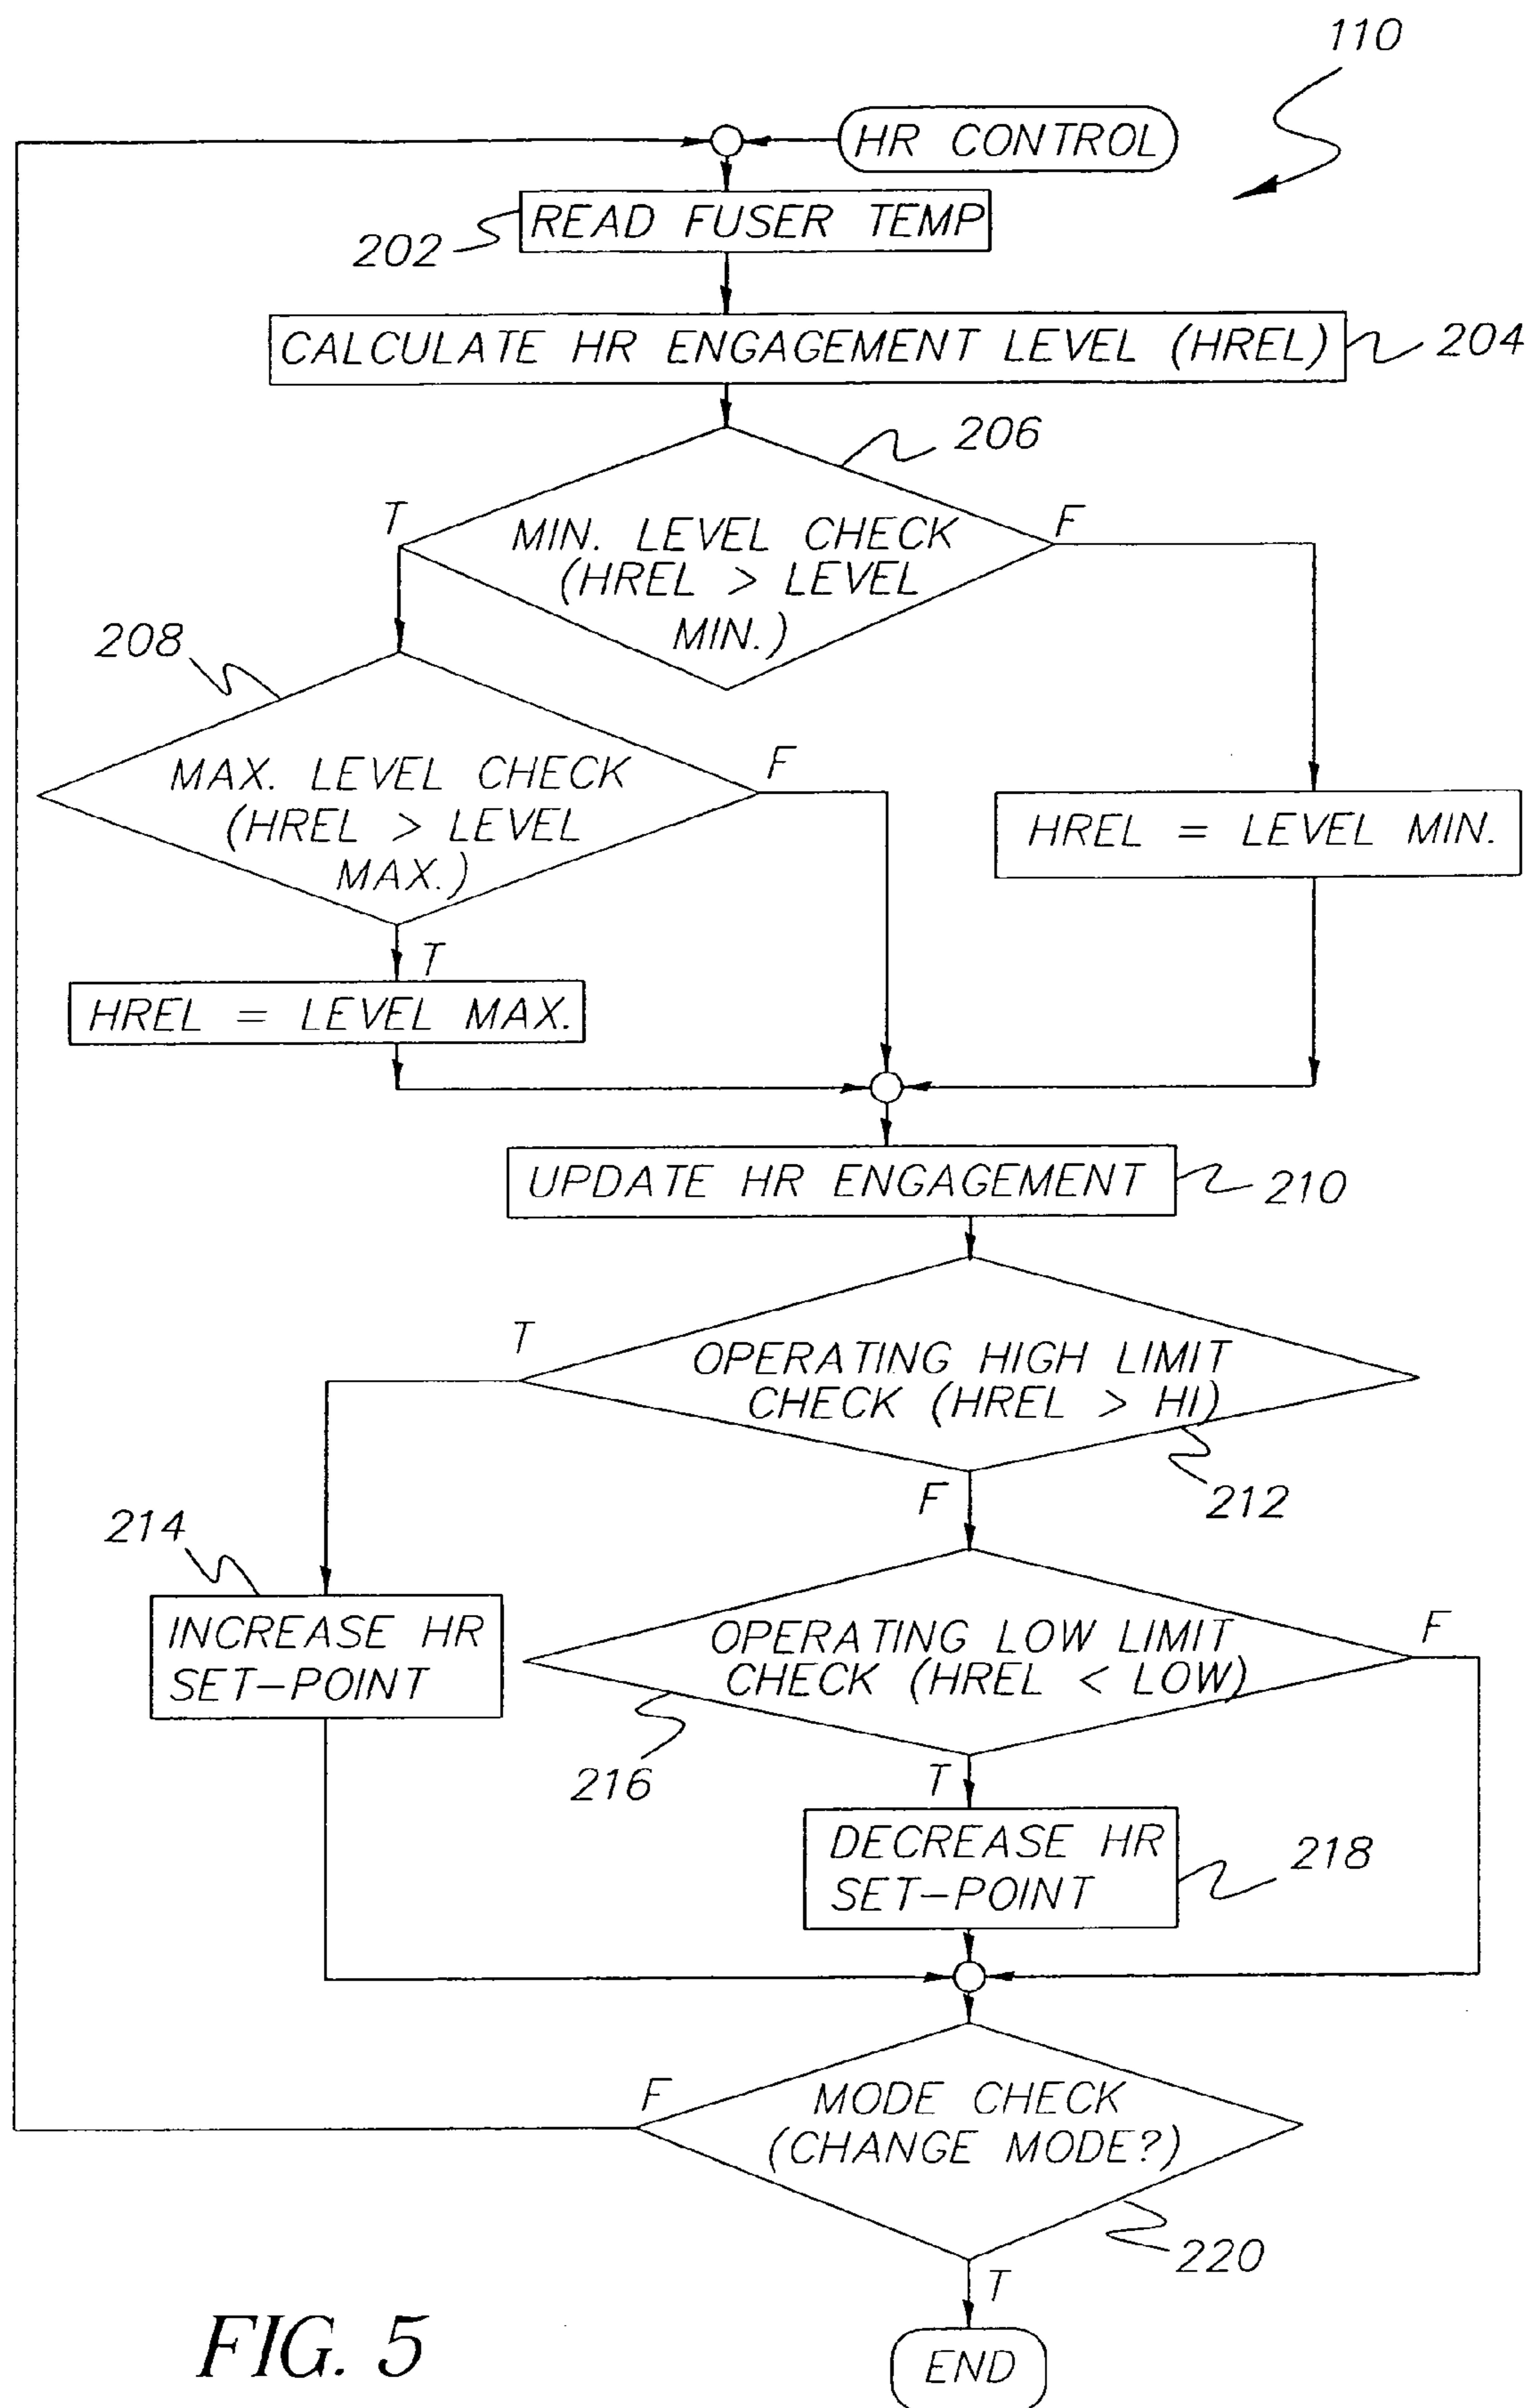 110
HR CONTROL
READ FUSER TEMP
202
CALCULATE HR ENGAGEMENT LEVEL (HREL)
204
206
T
F
MIN. LEVEL CHECK
(HREL > LEVEL
MIN.)
208
MAX. LEVEL CHECK
(HREL > LEVEL
MAX.)
F
HREL = LEVEL MIN.
T
HREL = LEVEL MAX.
UPDATE HR ENGAGEMENT
210
T
OPERATING HIGH LIMIT
CHECK (HREL > HI)
F
212
214
INCREASE HR
SET-POINT
OPERATING LOW LIMIT
CHECK (HREL < LOW)
F
216
T
DECREASE HR
SET-POINT
218
F
MODE CHECK
(CHANGE MODE?)
220
T
END
FIG. 5